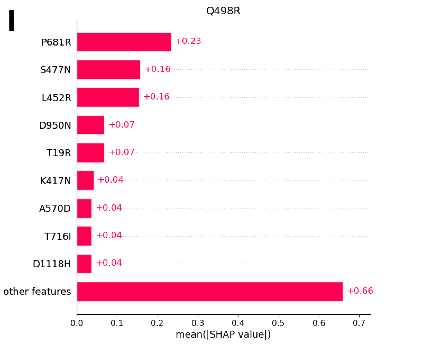 I
Q498R
P681R +0.23
S477N +0.16
L452R +0.16
D950N +0.07
T19R +0.07
K417N +0.04
A570D +0.04
T716I +0.04
D1118H +0.04
other features +0.66
0.0 0.1 0.2 0.3 0.4 0.5 0.6 0.7
mean(|SHAP value|)